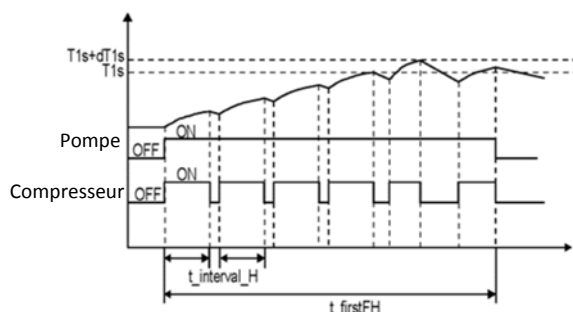 T1s+dT1s
T1s
Pompe
ON
OFF
Compresseur
ON
OFF
t_interval_H
t_firstFH